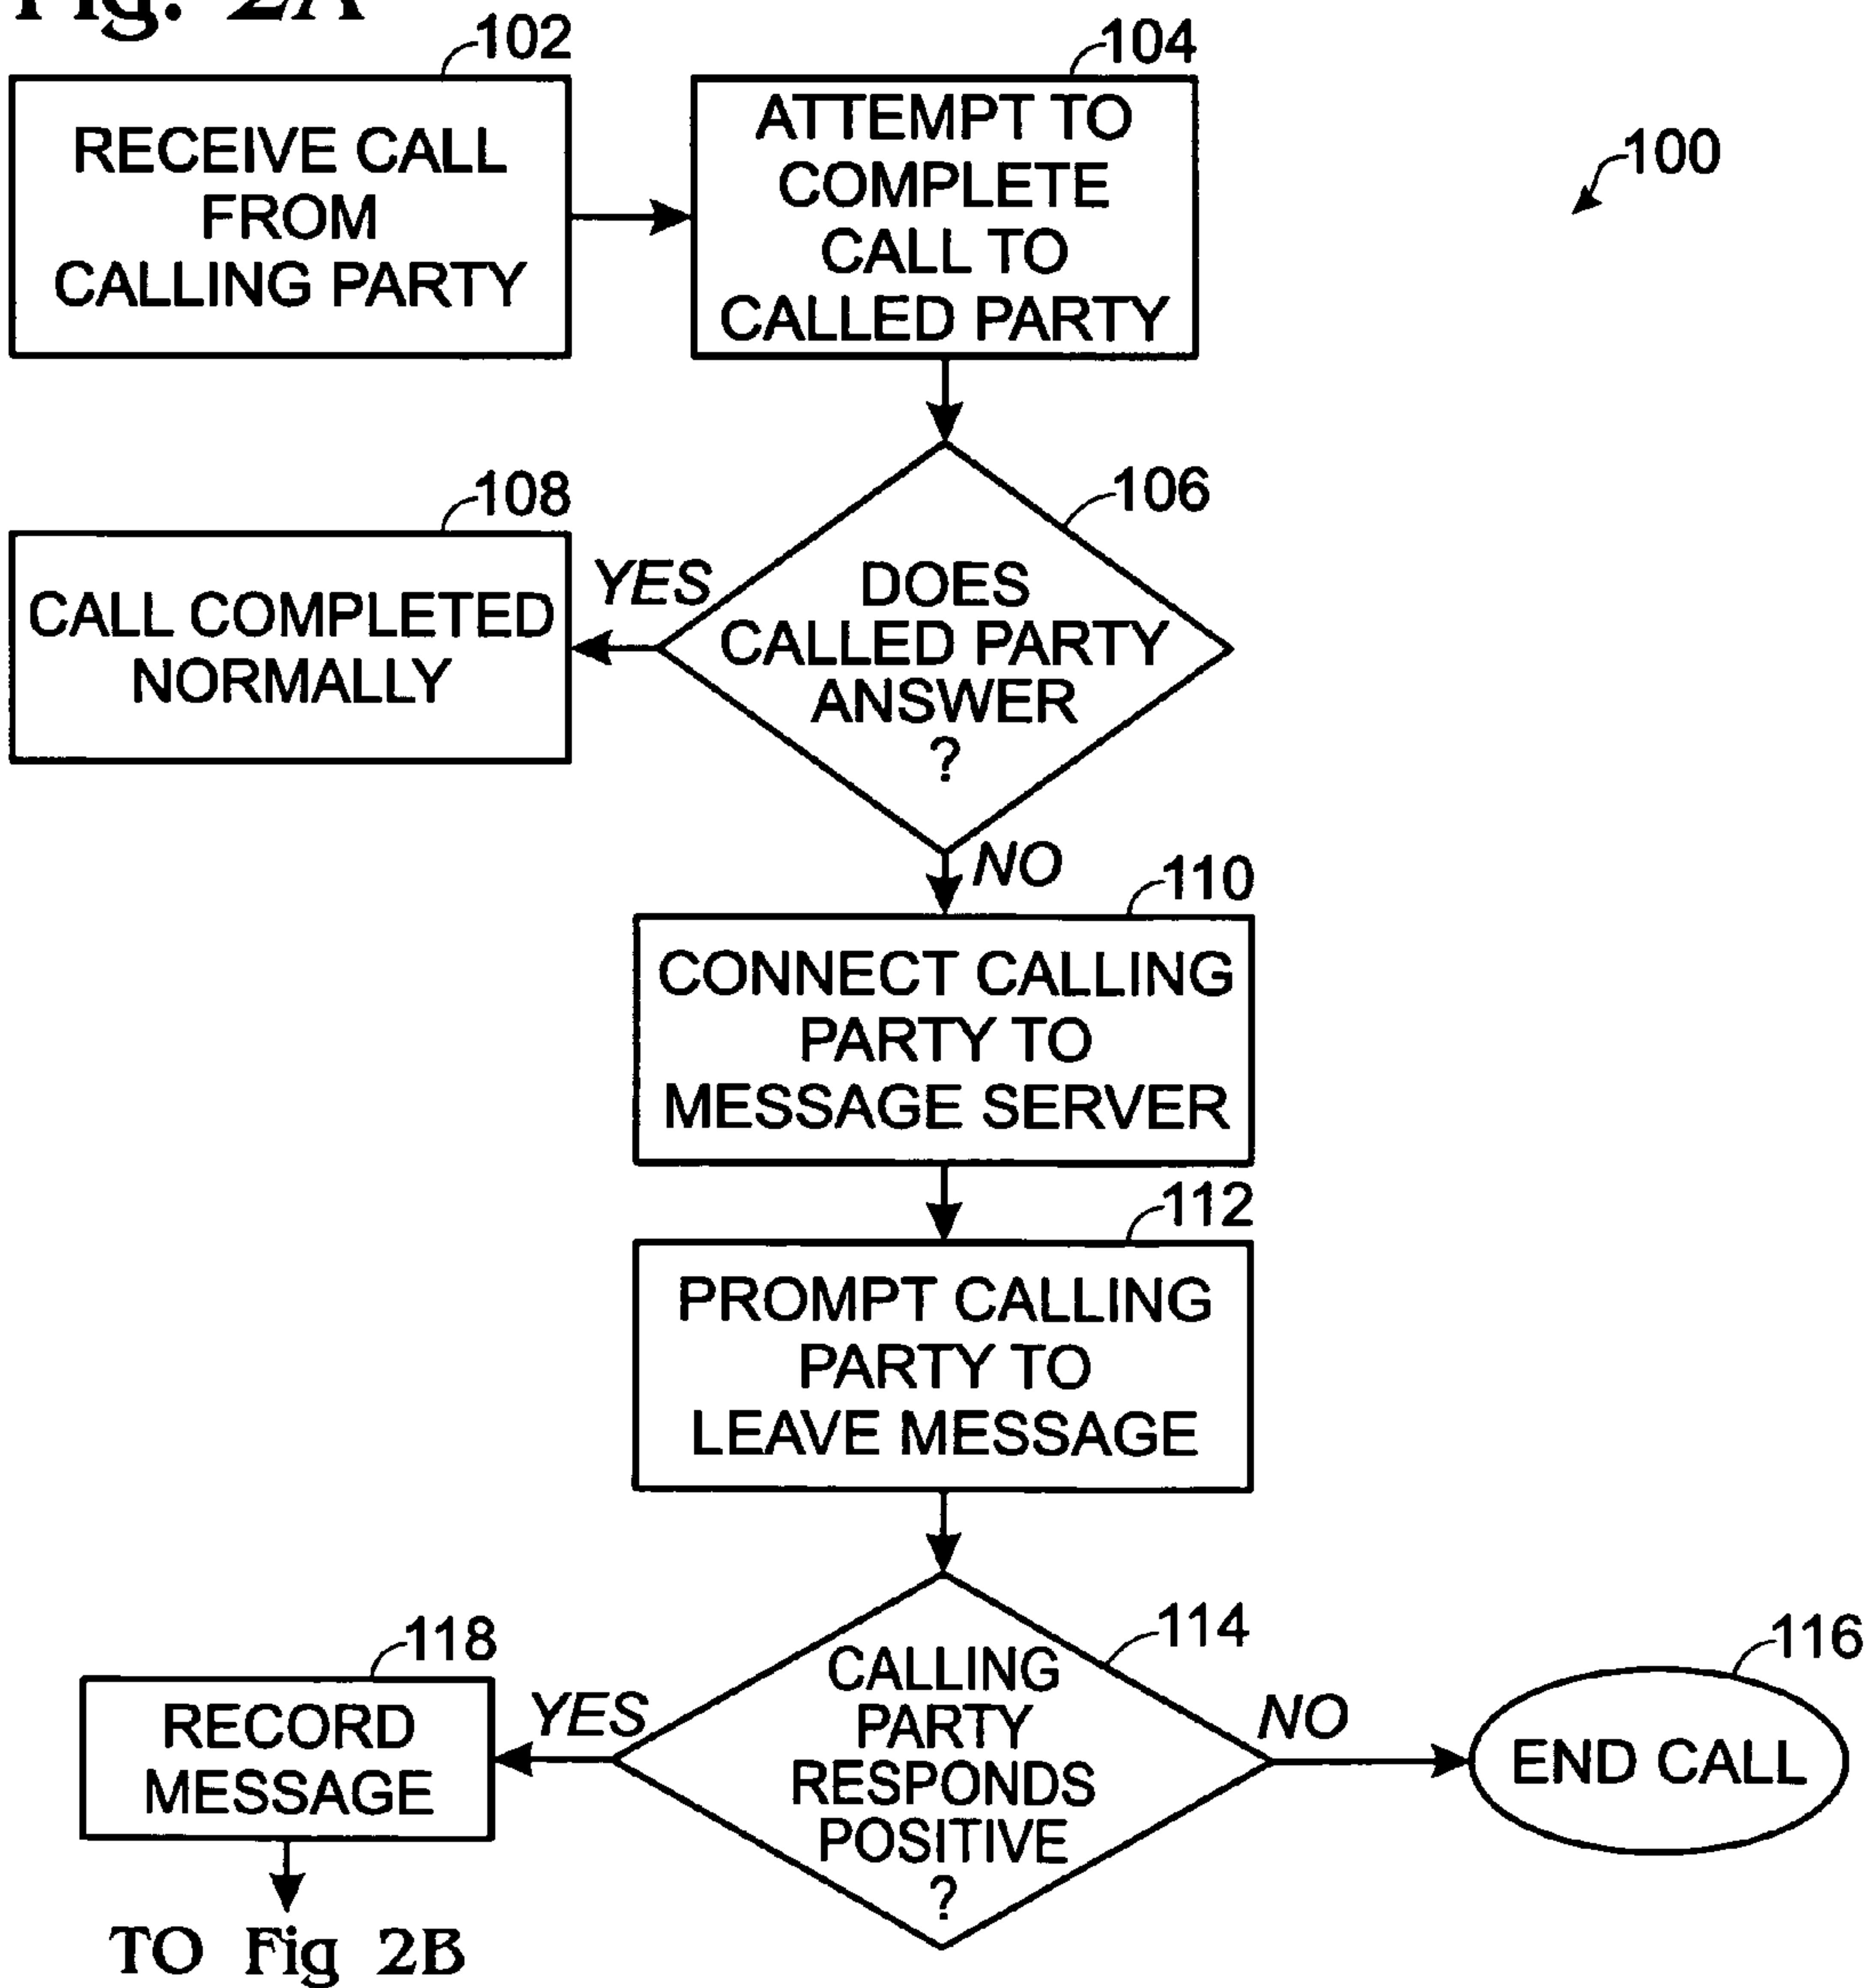 Fig. 2A
102
RECEIVE CALL
FROM
CALLING PARTY
104
ATTEMPT TO
COMPLETE
CALL TO
CALLED PARTY
100
106
DOES
CALLED PARTY
ANSWER
?
YES
108
CALL COMPLETED
NORMALLY
NO
110
CONNECT CALLING
PARTY TO
MESSAGE SERVER
112
PROMPT CALLING
PARTY TO
LEAVE MESSAGE
114
CALLING
PARTY
RESPONDS
POSITIVE
?
YES
118
RECORD
MESSAGE
NO
116
END CALL
TO Fig 2B